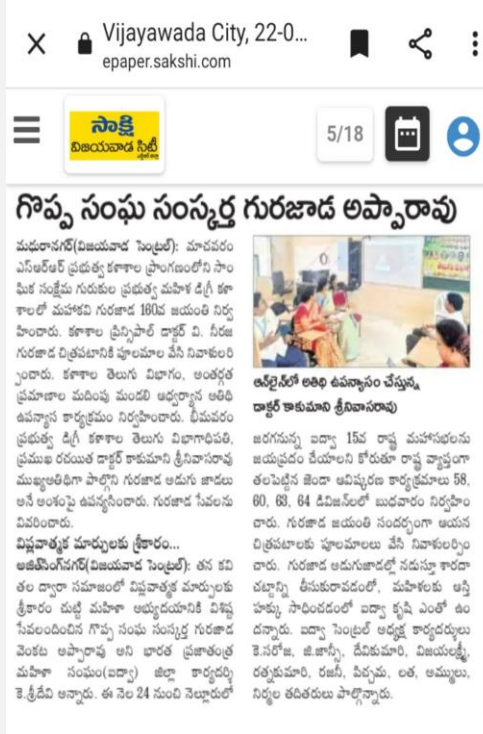 Vijayawada City, 22-0...
epaper.sakshi.com
సాక్షి
విజయవాడ సిటీ
5/18
గొప్ప సంఘ సంస్కర్త గురజాడ అప్పారావు
మధురానగర్(విజయవాడ సెంట్రల్): మాచవరం
ఎస్ఆర్ఆర్ ప్రభుత్వ కళాశాల ప్రాంగణంలోని సాం
ఘిక సంక్షేమ గురుకుల ప్రభుత్వ మహిళ డిగ్రీ కళా
శాలలో మహాకవి గురజాడ 160వ జయంతి నిర్వ
హించారు. కళాశాల ప్రిన్సిపాల్ డాక్టర్ వి. నీరజ
గురజాడ చిత్రపటానికి పూలమాల వేసి నివాళులర్పి
ంచారు. కళాశాల తెలుగు విభాగం, అంతర్గత
ప్రమాణాల మదింపు మండలి ఆధ్వర్యాన అతిథి
ఉపన్యాస కార్యక్రమం నిర్వహించారు. భీమవరం
ప్రభుత్వ డిగ్రీ కళాశాల తెలుగు విభాగాధిపతి,
ప్రముఖ రచయిత డాక్టర్ కాకుమాని శ్రీనివాసరావు
ముఖ్యఅతిథిగా పాల్గొని గురజాడ అడుగు జాడలు
అనే అంశంపై ఉపన్యసించారు. గురజాడ సేవలను
వివరించారు.
విప్లవాత్మక మార్పులకు శ్రీకారం...
అజిత్‌సింగ్‌నగర్(విజయవాడ సెంట్రల్): తన కవి
తల ద్వారా సమాజంలో విప్లవాత్మక మార్పులకు
శ్రీకారం చుట్టి మహిళా అభ్యుదయానికి విశిష్ట
సేవలందించిన గొప్ప సంఘ సంస్కర్త గురజాడ
వెంకట అప్పారావు అని భారత ప్రజాతంత్ర
మహిళా సంఘం(ఐద్వా) జిల్లా కార్యదర్శి
కె.శ్రీదేవి అన్నారు. ఈ నెల 24 నుంచి నెల్లూరులో
ఆన్‌లైన్‌లో అతిథి ఉపన్యాసం చేస్తున్న
డాక్టర్ కాకుమాని శ్రీనివాసరావు
జరగనున్న ఐద్వా 15వ రాష్ట్ర మహాసభలను
జయప్రదం చేయాలని కోరుతూ రాష్ట్ర వ్యాప్తంగా
తలపెట్టిన జెండా ఆవిష్కరణ కార్యక్రమాలు 58,
60, 63, 64 డివిజన్‌లలో బుధవారం నిర్వహిం
చారు. గురజాడ జయంతి సందర్భంగా ఆయన
చిత్రపటాలకు పూలమాలలు వేసి నివాళులర్పిం
చారు. గురజాడ అడుగుజాడల్లో నడుస్తూ శారదా
చట్టాన్ని తీసుకురావడంలో, మహిళలకు ఆస్తి
హక్కు సాధించడంలో ఐద్వా కృషి ఎంతో ఉం
దన్నారు. ఐద్వా సెంట్రల్ అధ్యక్ష కార్యదర్శులు
కె.సరోజ, జి.ఝాన్సీ, దేవికుమారి, విజయలక్ష్మీ,
రత్నకుమారి, రజనీ, పిచ్చమ్మ, లత, అమ్ములు,
నిర్మల తదితరులు పాల్గొన్నారు.